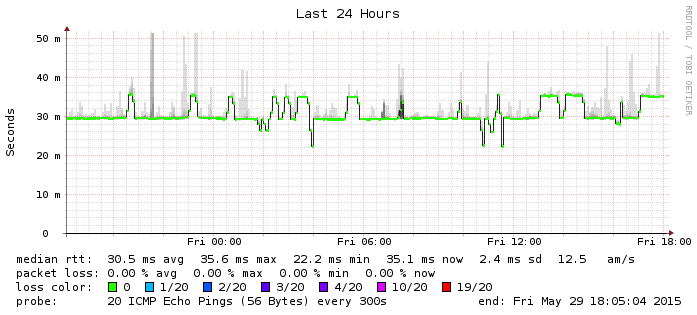 Last 24 Hours
RRDTOOL / TOBI OETIKER
Seconds
50 m
40 m
30 m
20 m
10 m
0
Fri 00:00 Fri 06:00 Fri 12:00 Fri 18:00
median rtt: 30.5 ms avg 35.6 ms max 22.2 ms min 35.1 ms now 2.4 ms sd 12.5 am/s
packet loss: 0.00 % avg 0.00 % max 0.00 % min 0.00 % now
loss color: 0 1/20 2/20 3/20 4/20 10/20 19/20
probe: 20 ICMP Echo Pings (56 Bytes) every 300s end: Fri May 29 18:05:04 2015